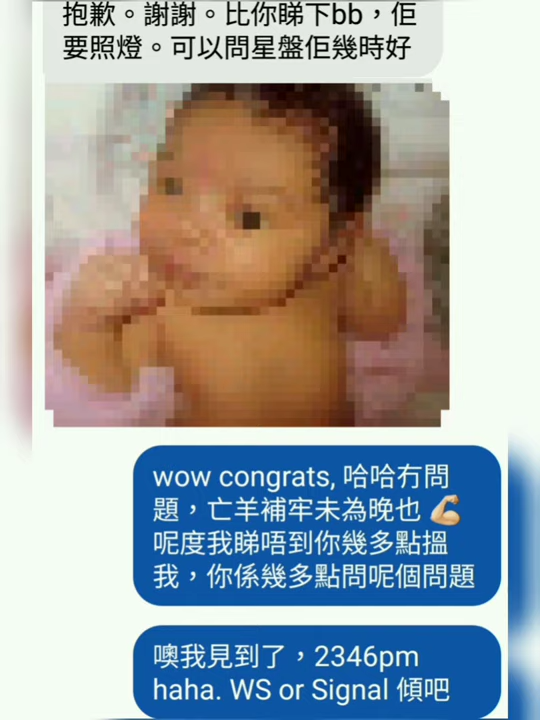 抱歉。謝謝。比你睇下bb，佢
要照燈。可以問星盤佢幾時好
wow congrats, 哈哈冇問
題，亡羊補牢未為晚也 💪🏼
呢度我睇唔到你幾多點搵
我，你係幾多點問呢個問題
噢我見到了，2346pm
haha. WS or Signal 傾吧